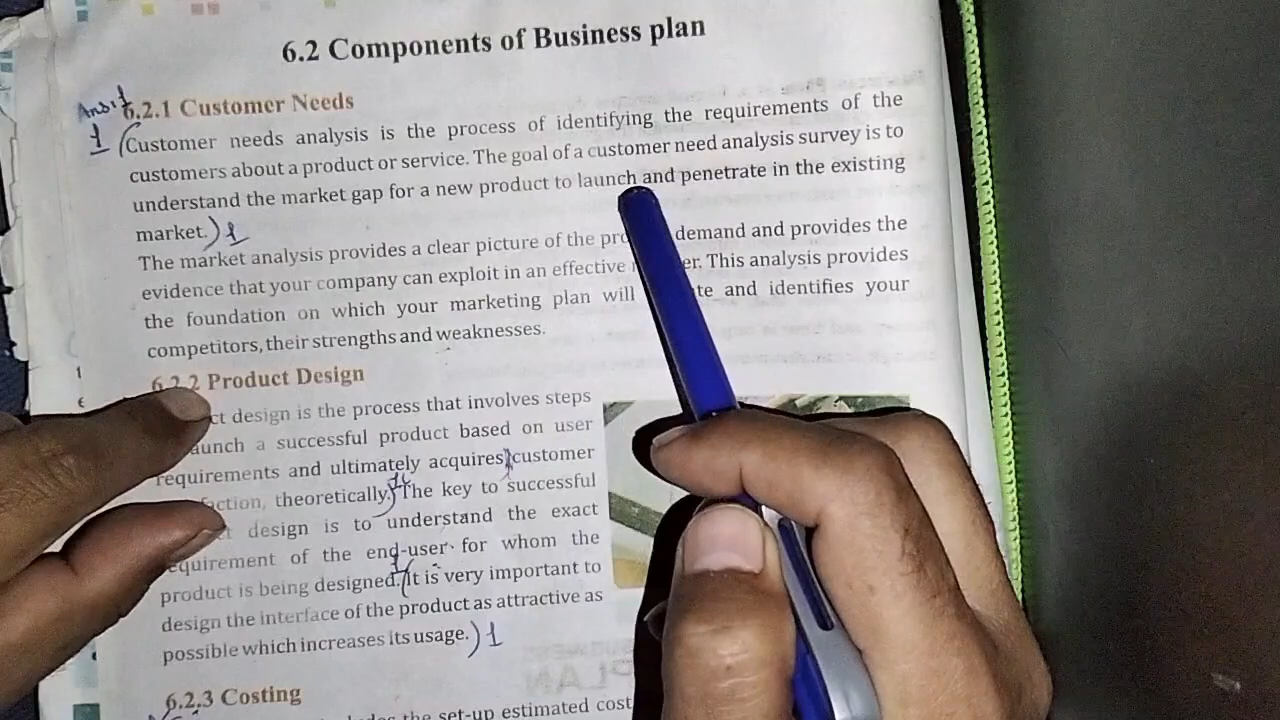 6.2 Components of Business plan
Ans:1 6.2.1 Customer Needs
1 (Customer needs analysis is the process of identifying the requirements of the
customers about a product or service. The goal of a customer need analysis survey is to
understand the market gap for a new product to launch and penetrate in the existing
market.) 1
The market analysis provides a clear picture of the demand and provides the
evidence that your company can exploit in an effective This analysis provides
the foundation on which your marketing plan will and identifies your
competitors, their strengths and weaknesses.
6.2.2 Product Design
design is the process that involves steps
a successful product based on user
requirements and ultimately acquires customer
theoretically.) The key to successful
design is to understand the exact
requirement of the end-user for whom the
product is being designed. (It is very important to
design the interface of the product as attractive as
possible which increases its usage.) 1
6.2.3 Costing
the set-up estimated cost